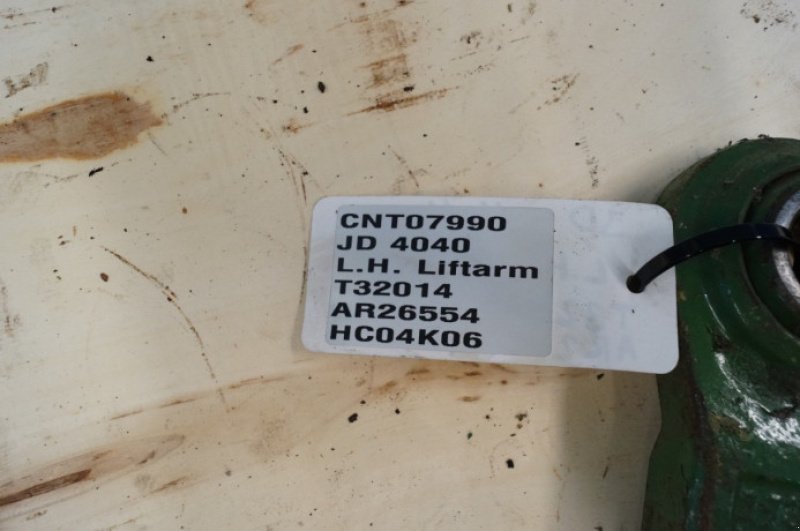 CNT07990
JD 4040
L.H. Liftarm
T32014
AR26554
HC04K06